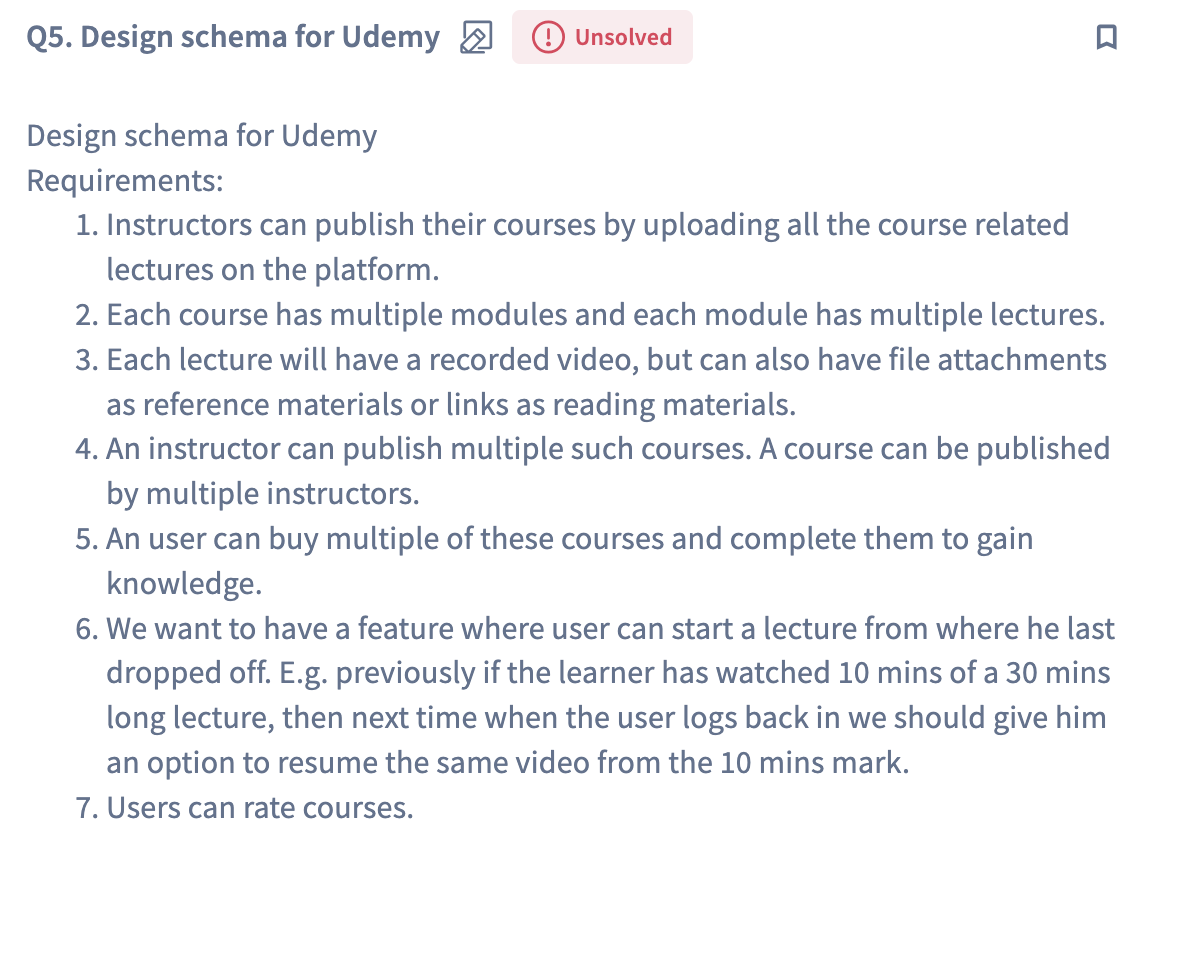 Q5. Design schema for Udemy Unsolved
Design schema for Udemy
Requirements:
1. Instructors can publish their courses by uploading all the course related
lectures on the platform.
2. Each course has multiple modules and each module has multiple lectures.
3. Each lecture will have a recorded video, but can also have file attachments
as reference materials or links as reading materials.
4. An instructor can publish multiple such courses. A course can be published
by multiple instructors.
5. An user can buy multiple of these courses and complete them to gain
knowledge.
6. We want to have a feature where user can start a lecture from where he last
dropped off. E.g. previously if the learner has watched 10 mins of a 30 mins
long lecture, then next time when the user logs back in we should give him
an option to resume the same video from the 10 mins mark.
7. Users can rate courses.